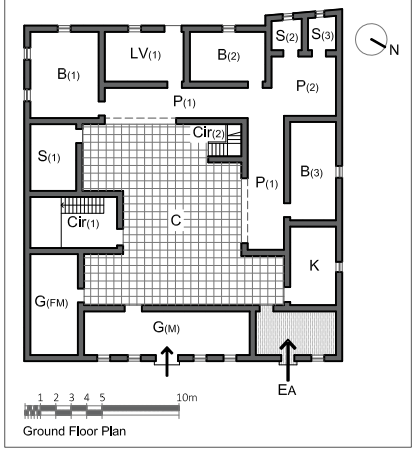 S(2) S(3)
LV(1) B(2)
B(1)
N
P(2)
P(1)
Cir(2)
S(1)
P(1) B(3)
Cir(1) C
K
G(FM)
G(M)
EA
1 2 3 4 5 10m
Ground Floor Plan